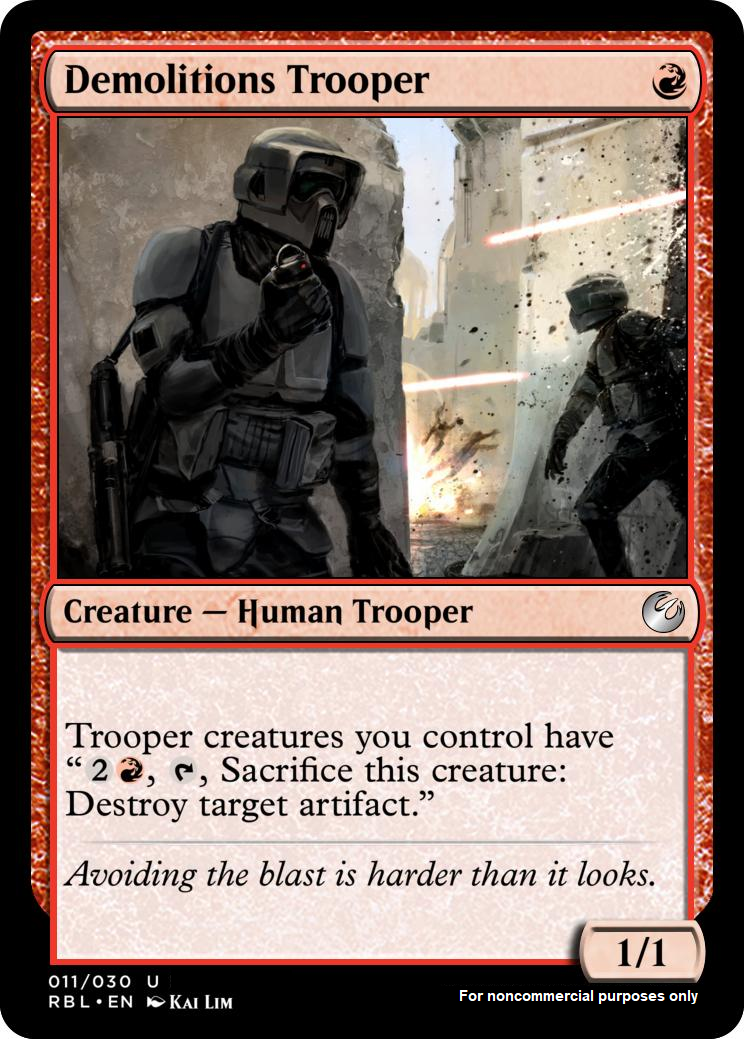 Demolitions Trooper
Creature — Human Trooper
Trooper creatures you control have
“2 , , Sacrifice this creature:
Destroy target artifact.”
Avoiding the blast is harder than it looks.
1/1
011/030 U
RBL • EN Kai Lim
For noncommercial purposes only